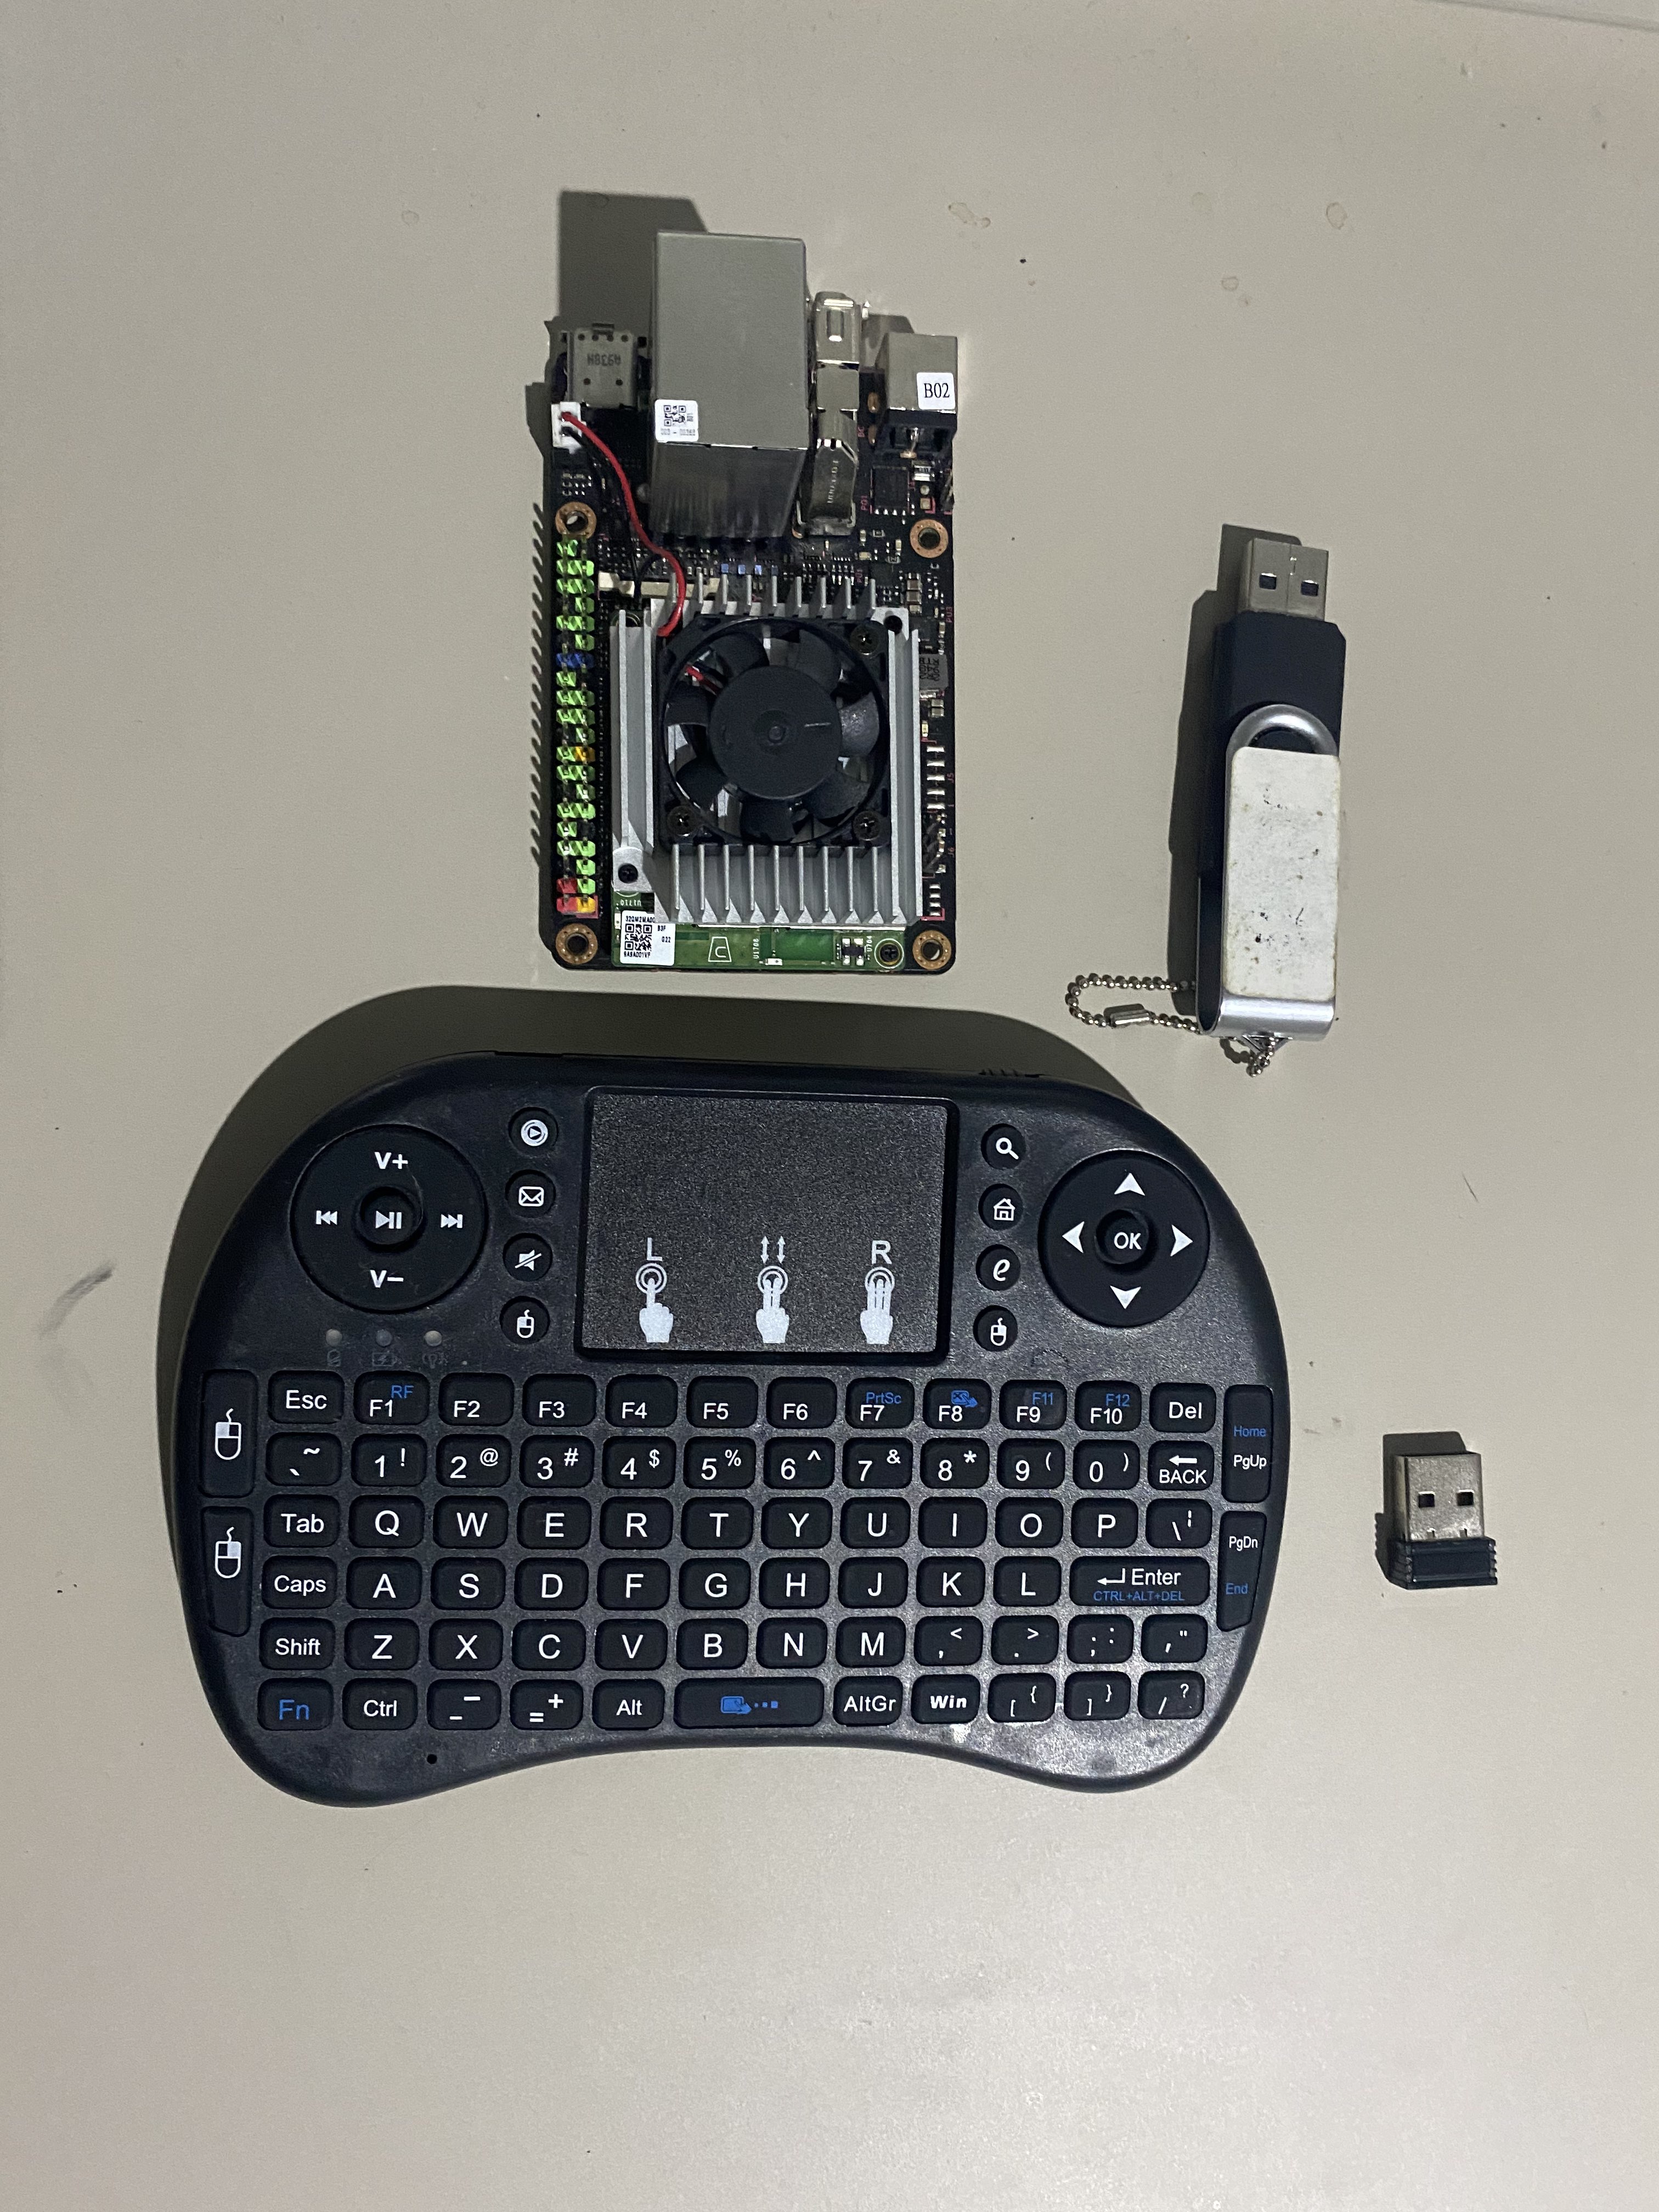 B02
V+
V−
OK
L
R
Esc
RF
F1
F2
F3
F4
F5
F6
PrtSc
F7
F8
F11
F9
F12
F10
Del
Home
PgUp
` ~
1 !
2 @
3 #
4 $
5 %
6 ^
7 &
8 *
9 (
0 )
BACK
Tab
Q
W
E
R
T
Y
U
I
O
P
\ ¦
PgDn
End
Caps
A
S
D
F
G
H
J
K
L
Enter
CTRL+ALT+DEL
Shift
Z
X
C
V
B
N
M
, <
. >
; :
' "
Fn
Ctrl
_ −
= +
Alt
AltGr
Win
[ {
] }
/ ?